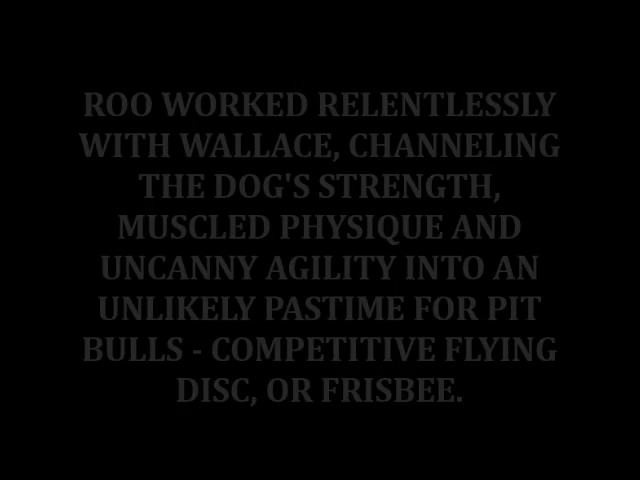 ROO WORKED RELENTLESSLY
WITH WALLACE, CHANNELING
THE DOG'S STRENGTH,
MUSCLED PHYSIQUE AND
UNCANNY AGILITY INTO AN
UNLIKELY PASTIME FOR PIT
BULLS - COMPETITIVE FLYING
DISC, OR FRISBEE.